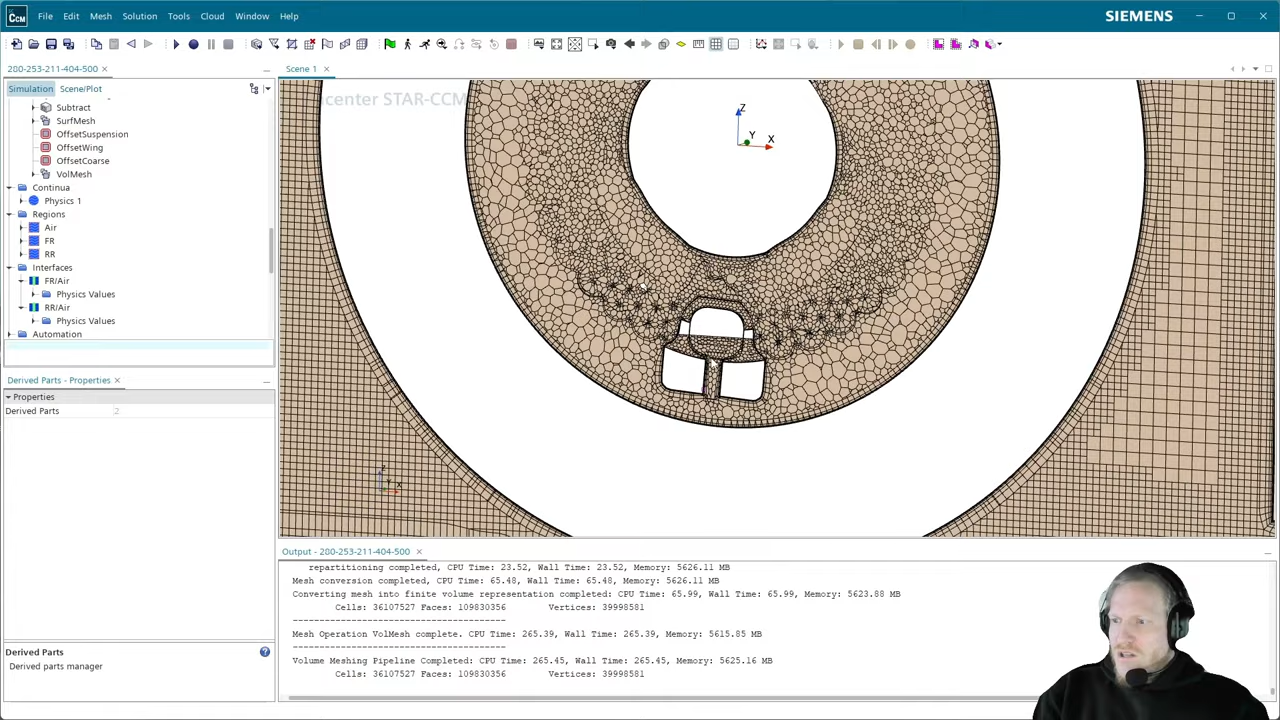 CCM File Edit Mesh Solution Tools Cloud Window Help SIEMENS
280-253-211-404-500
Scene 1
Simulation Scene/Plot
center STAR-CCM
Subtract
SurfMesh
OffsetSuspension
OffsetWing
OffsetCoarse
VolMesh
Continua
Physics 1
Regions
Air
FR
RR
Interfaces
FR/Air
Physics Values
RR/Air
Physics Values
Automation
Derived Parts - Properties
Properties
Derived Parts 2
Derived Parts
Derived parts manager
Z
Y
X
Z
Y
X
Output - 280-253-211-404-500
repartitioning completed, CPU Time: 23.52, Wall Time: 23.52, Memory: 5626.11 MB
Mesh conversion completed, CPU Time: 65.48, Wall Time: 65.48, Memory: 5626.11 MB
Converting mesh into finite volume representation completed: CPU Time: 65.99, Wall Time: 65.99, Memory: 5623.88 MB
Cells: 36107527 Faces: 109830356 Vertices: 39998581
----------------------------------------
Mesh Operation VolMesh complete. CPU Time: 265.39, Wall Time: 265.39, Memory: 5615.85 MB
----------------------------------------
Volume Meshing Pipeline Completed: CPU Time: 265.45, Wall Time: 265.45, Memory: 5625.16 MB
Cells: 36107527 Faces: 109830356 Vertices: 39998581